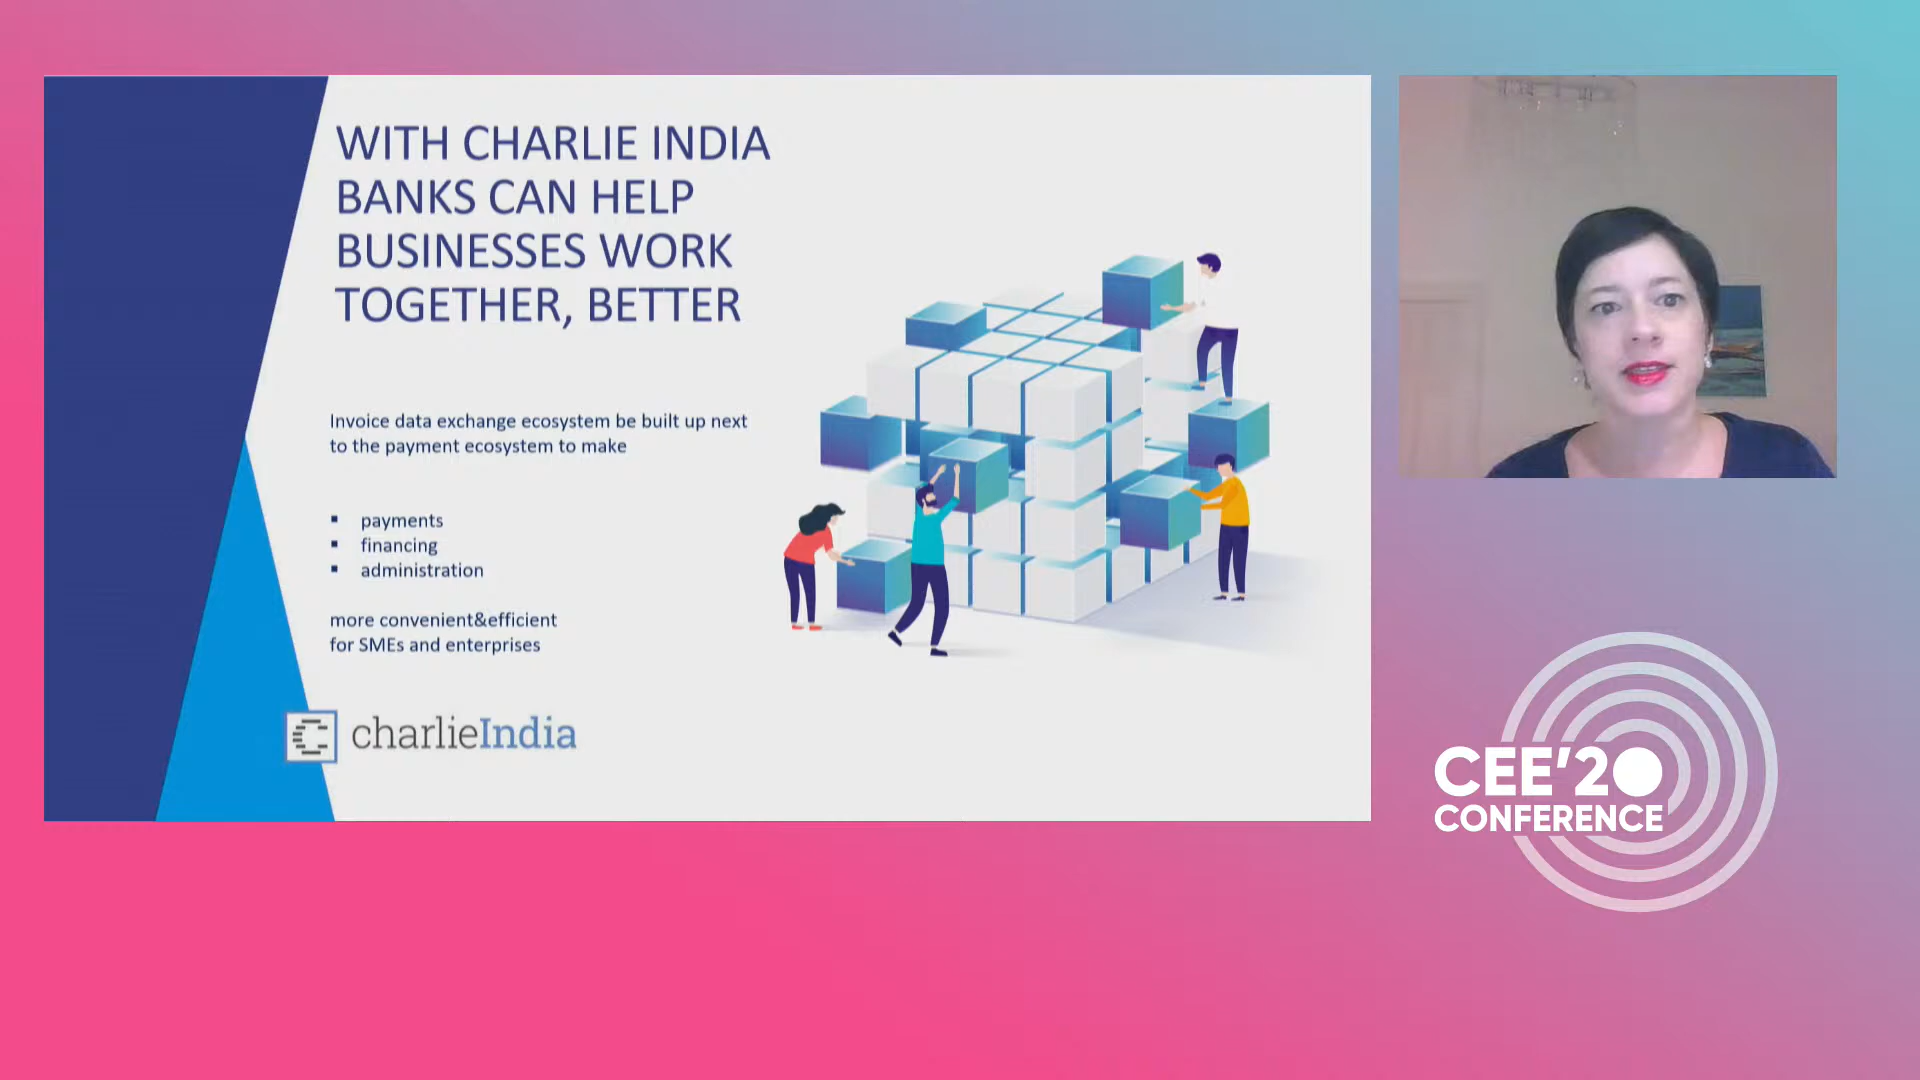 WITH CHARLIE INDIA
BANKS CAN HELP
BUSINESSES WORK
TOGETHER, BETTER
Invoice data exchange ecosystem be built up next
to the payment ecosystem to make
▪ payments
▪ financing
▪ administration
more convenient&efficient
for SMEs and enterprises
charlieIndia
CEE'20
CONFERENCE